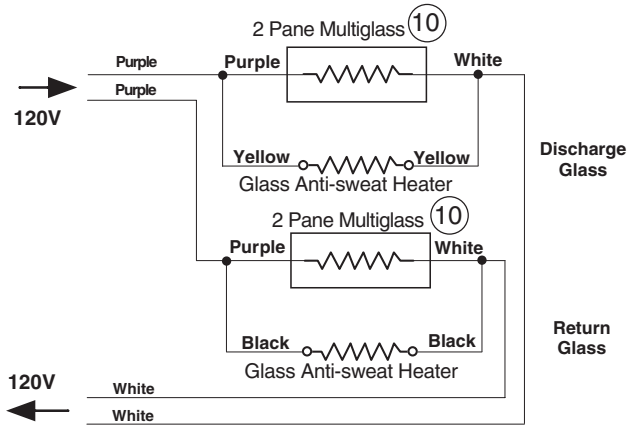 2 Pane Multiglass 10
Purple Purple White
Purple
120V
Yellow Yellow
Glass Anti-sweat Heater
Discharge
Glass
2 Pane Multiglass 10
Purple White
Black Black
Glass Anti-sweat Heater
Return
Glass
120V
White
White